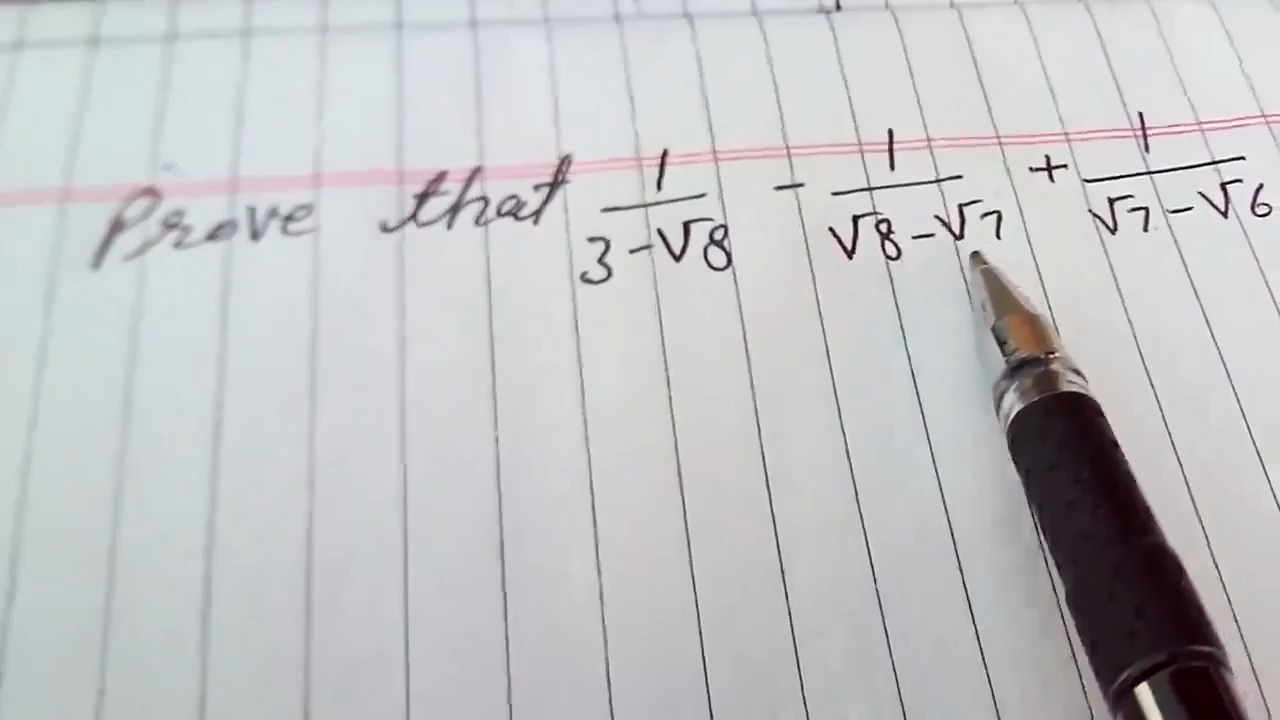 Prove that 1/(3-√8) - 1/(√8-√7) + 1/(√7-√6